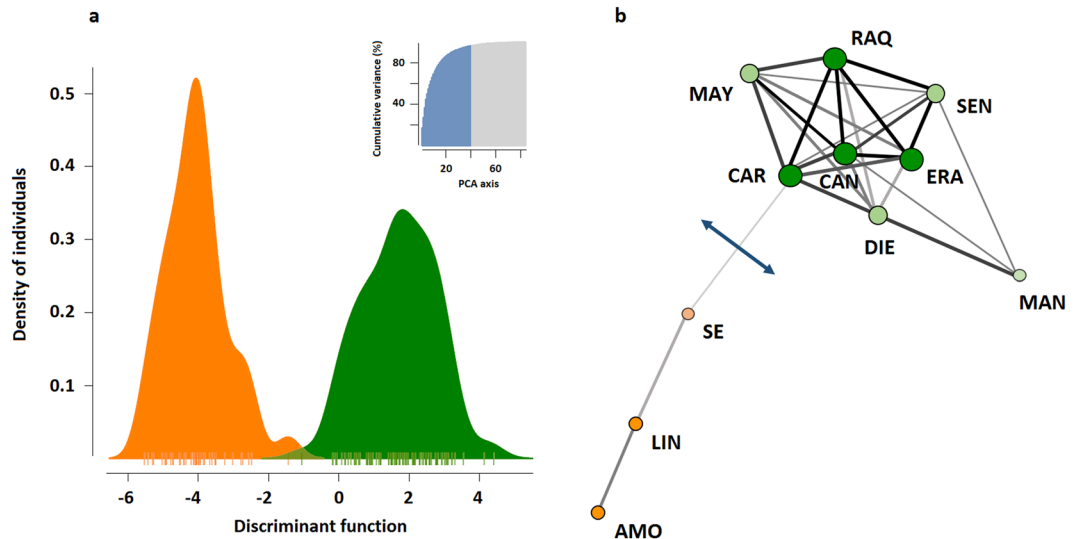 a
b
Cumulative variance (%)
80
40
20
60
PCA axis
Density of individuals
0.5
0.4
0.3
0.2
0.1
-6
-4
-2
0
2
4
Discriminant function
RAQ
MAY
SEN
CAR
CAN
ERA
DIE
MAN
SE
LIN
AMO